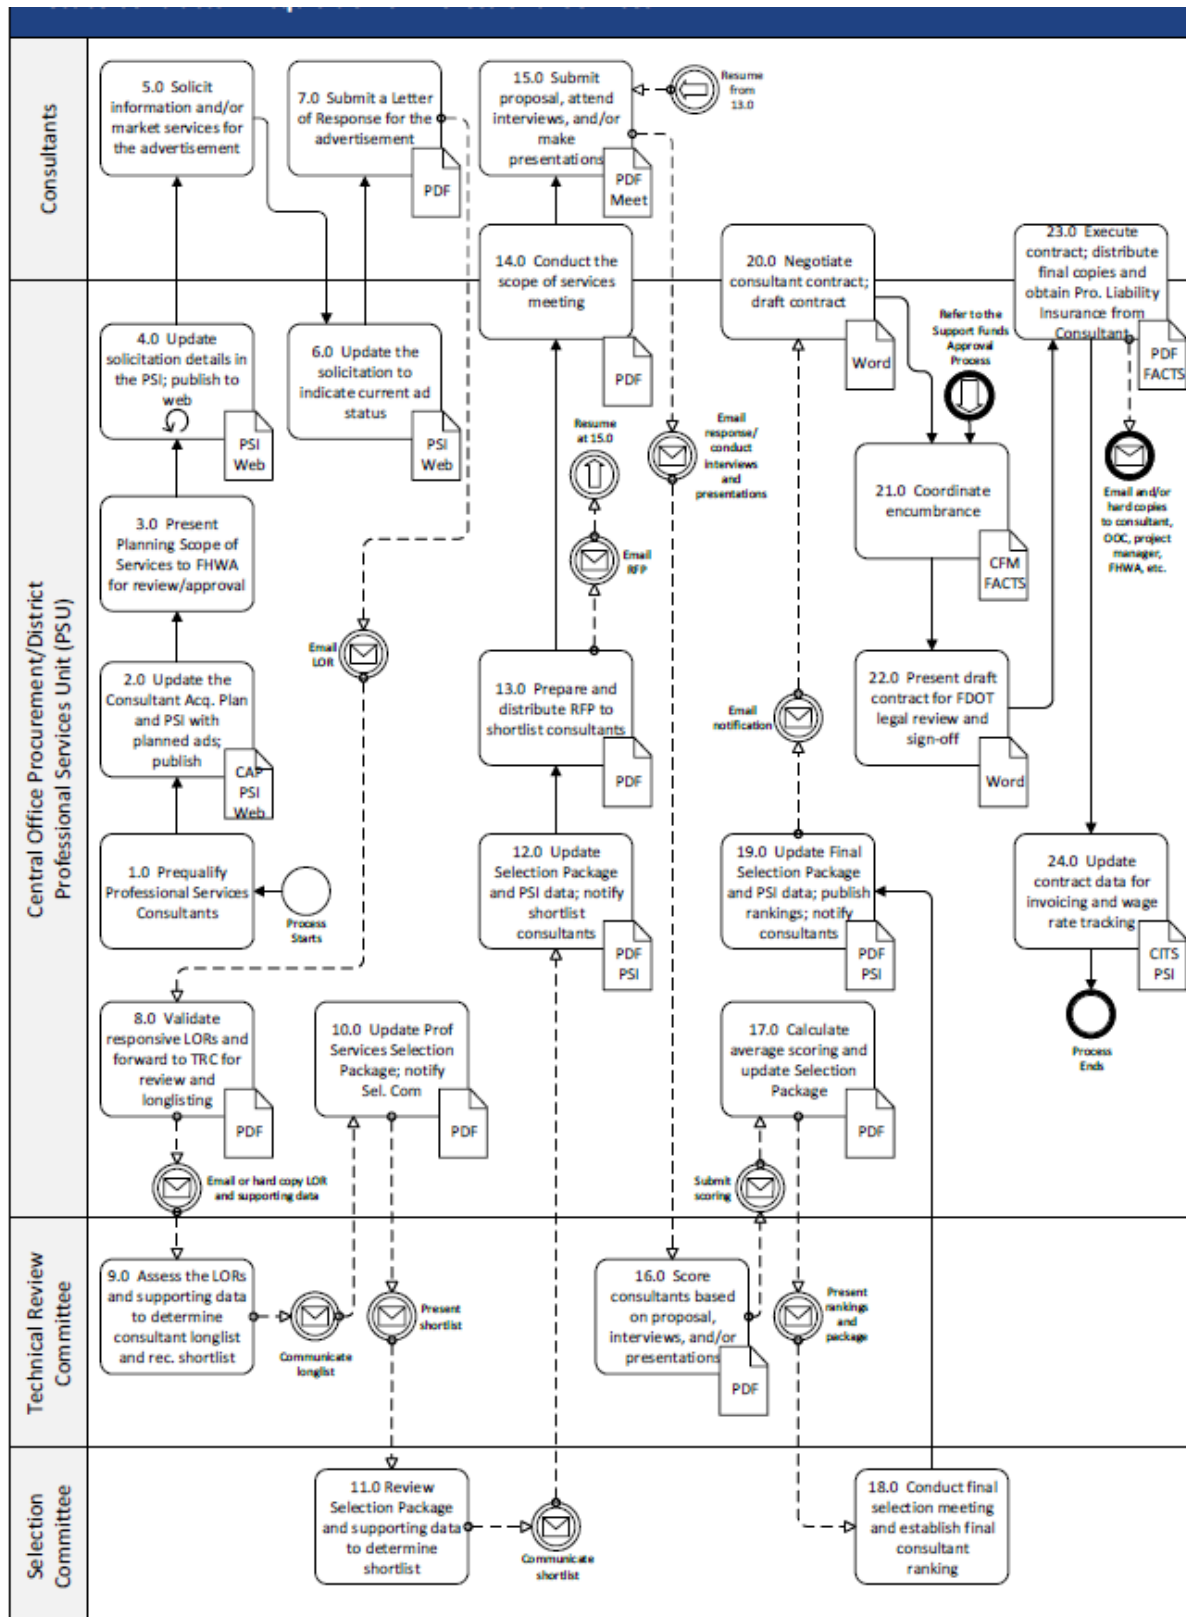 Consultants
5.0 Solicit
information and/or
market services for
the advertisement
7.0 Submit a Letter
of Response for the
advertisement
PDF
15.0 Submit
proposal, attend
interviews, and/or
make
presentations
PDF
Meet
Resume
from
13.0
14.0 Conduct the
scope of services
meeting
PDF
20.0 Negotiate
consultant contract;
draft contract
Word
23.0 Execute
contract; distribute
final copies and
obtain Pro. Liability
Insurance from
Consultant
PDF
FACTS
Central Office Procurement/District
Professional Services Unit (PSU)
4.0 Update
solicitation details in
the PSI; publish to
web
PSI
Web
6.0 Update the
solicitation to
indicate current ad
status
PSI
Web
Refer to the
Support Funds
Approval
Process
Resume
at 15.0
Email
response/
conduct
interviews
and
presentations
21.0 Coordinate
encumbrance
CFM
FACTS
Email and/or
hard copies
to consultant,
OOC, project
manager,
FHWA, etc.
3.0 Present
Planning Scope of
Services to FHWA
for review/approval
Email
RFP
Email
LOR
2.0 Update the
Consultant Acq. Plan
and PSI with
planned ads;
publish
CAP
PSI
Web
13.0 Prepare and
distribute RFP to
shortlist consultants
PDF
Email
notification
22.0 Present draft
contract for FDOT
legal review and
sign-off
Word
1.0 Prequalify
Professional Services
Consultants
Process
Starts
12.0 Update
Selection Package
and PSI data; notify
shortlist
consultants
PDF
PSI
19.0 Update Final
Selection Package
and PSI data; publish
rankings; notify
consultants
PDF
PSI
24.0 Update
contract data for
invoicing and wage
rate tracking
CITS
PSI
Process
Ends
8.0 Validate
responsive LORs and
forward to TRC for
review and
longlisting
PDF
10.0 Update Prof
Services Selection
Package; notify
Sel. Com
PDF
17.0 Calculate
average scoring and
update Selection
Package
PDF
Email or hard copy LOR
and supporting data
Submit
scoring
Technical Review
Committee
9.0 Assess the LORs
and supporting data
to determine
consultant longlist
and rec. shortlist
Communicate
longlist
Present
shortlist
16.0 Score
consultants based
on proposal,
interviews, and/or
presentations
PDF
Present
rankings
and
package
Selection
Committee
11.0 Review
Selection Package
and supporting data
to determine
shortlist
Communicate
shortlist
18.0 Conduct final
selection meeting
and establish final
consultant
ranking